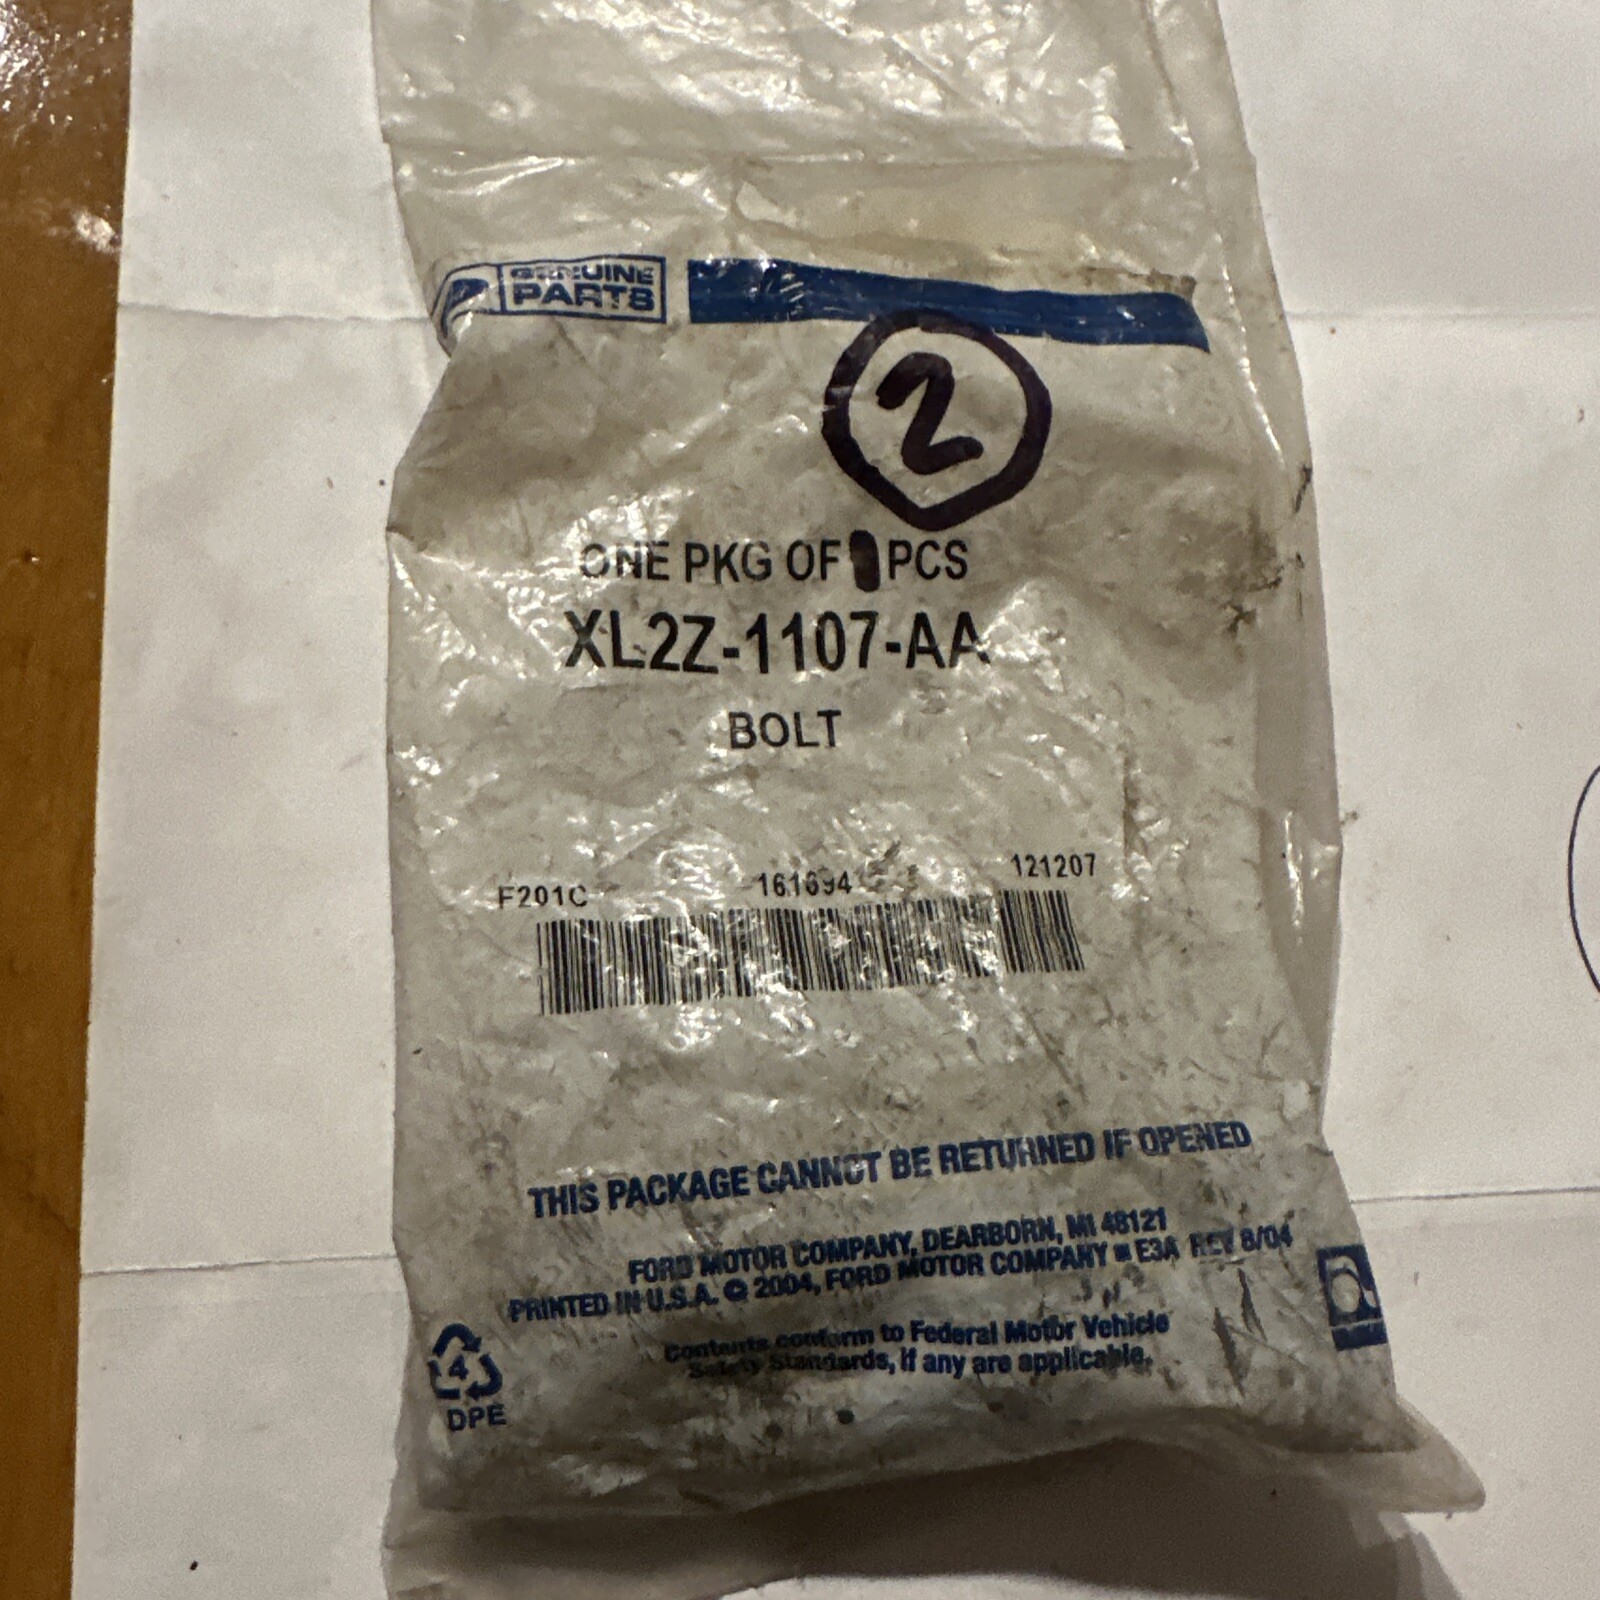 GENUINE
PARTS
2
ONE PKG OF PCS
XL2Z-1107-AA
BOLT
F201C 161694 121207
THIS PACKAGE CANNOT BE RETURNED IF OPENED
FORD MOTOR COMPANY, DEARBORN, MI 48121
PRINTED IN U.S.A. © 2004, FORD MOTOR COMPANY ■ E3A REV 8/04
Contents conform to Federal Motor Vehicle
Safety Standards, if any are applicable.
4
DPE